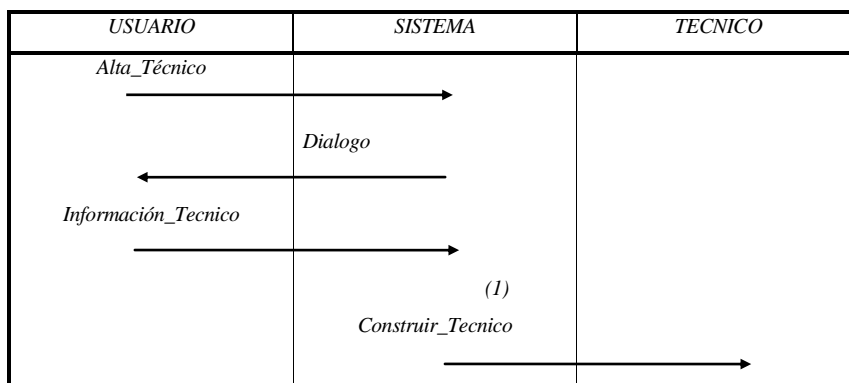 USUARIO SISTEMA TECNICO
Alta_Técnico
Dialogo
Información_Tecnico
(1)
Construir_Tecnico